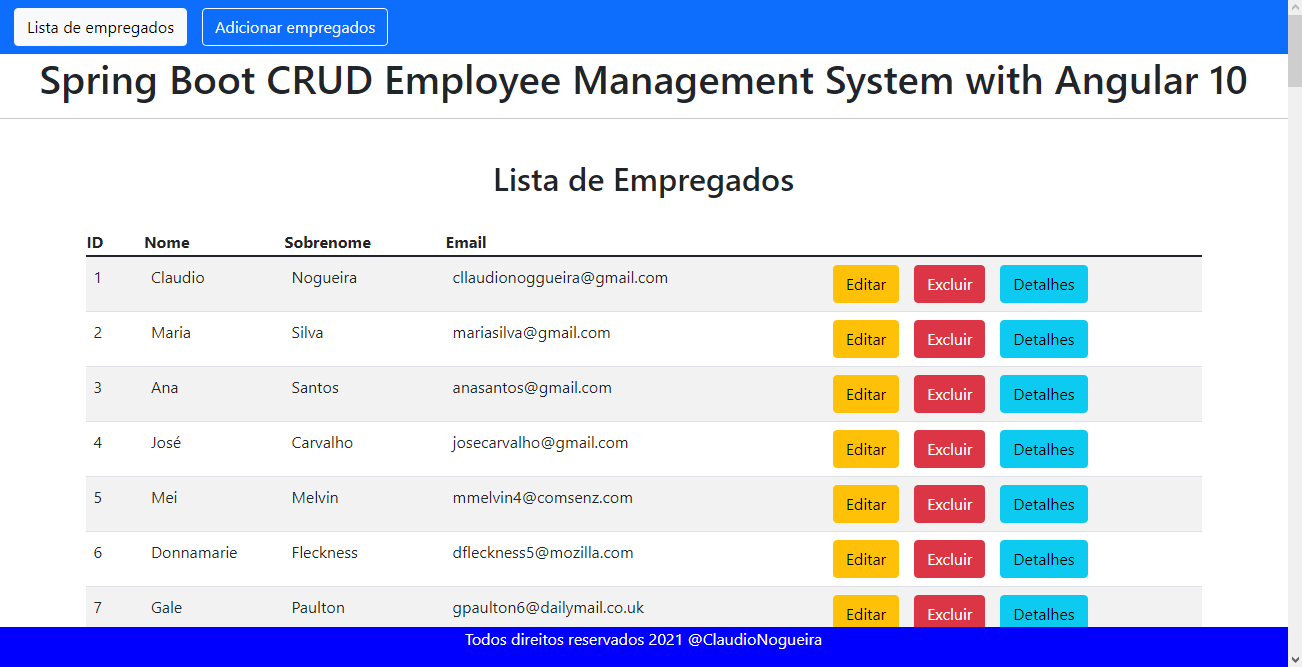 Lista de empregados Adicionar empregados
Spring Boot CRUD Employee Management System with Angular 10
Lista de Empregados
ID Nome Sobrenome Email
1 Claudio Nogueira cllaudionoggueira@gmail.com Editar Excluir Detalhes
2 Maria Silva mariasilva@gmail.com Editar Excluir Detalhes
3 Ana Santos anasantos@gmail.com Editar Excluir Detalhes
4 José Carvalho josecarvalho@gmail.com Editar Excluir Detalhes
5 Mei Melvin mmelvin4@comsenz.com Editar Excluir Detalhes
6 Donnamarie Fleckness dfleckness5@mozilla.com Editar Excluir Detalhes
7 Gale Paulton gpaulton6@dailymail.co.uk Editar Excluir Detalhes
Todos direitos reservados 2021 @ClaudioNogueira